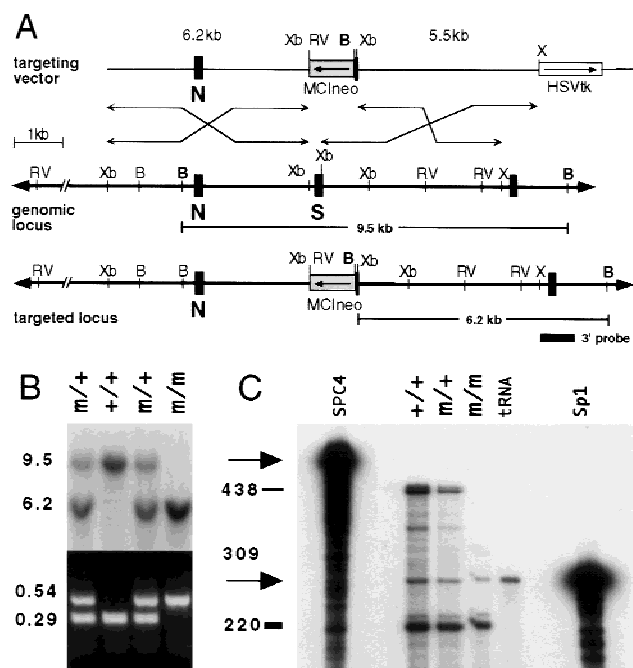 A
6.2kb Xb RV B Xb 5.5kb
targeting vector
X
N MCIneo HSVtk
1kb
Xb
RV Xb B B Xb Xb RV RV X B
genomic locus
N S
9.5 kb
Xb RV B Xb
RV Xb B B Xb RV RV X B
MCIneo
N
targeted locus
6.2 kb
3' probe
B
m/+ +/+ m/+ m/m
9.5
6.2
0.54
0.29
C
SPC4 +/+ m/+ m/m tRNA Sp1
438
309
220